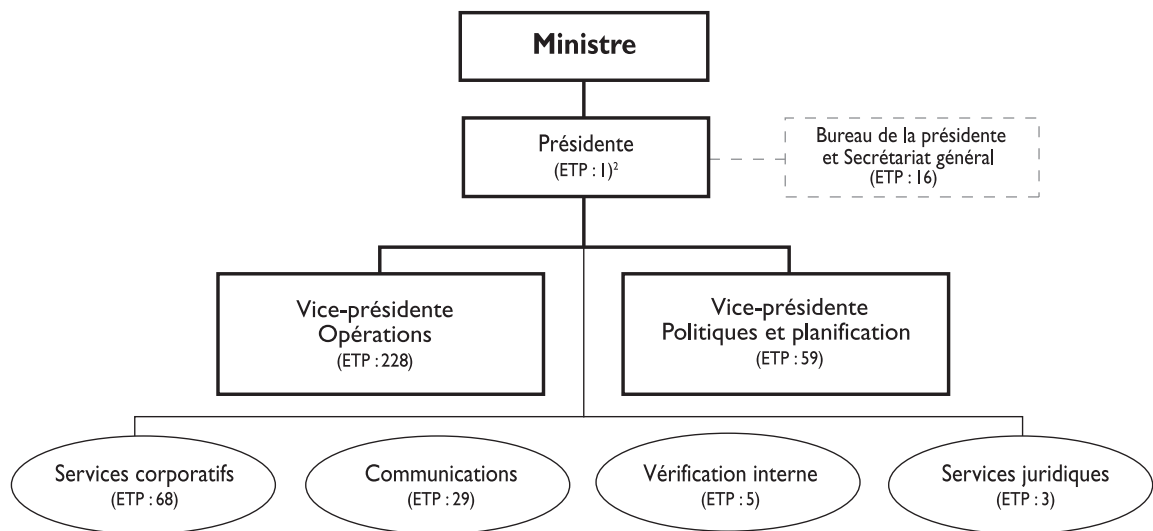 Ministre
Présidente
(ETP : 1)²
Bureau de la présidente
et Secrétariat général
(ETP : 16)
Vice-présidente
Opérations
(ETP : 228)
Vice-présidente
Politiques et planification
(ETP : 59)
Services corporatifs
(ETP : 68)
Communications
(ETP : 29)
Vérification interne
(ETP : 5)
Services juridiques
(ETP : 3)